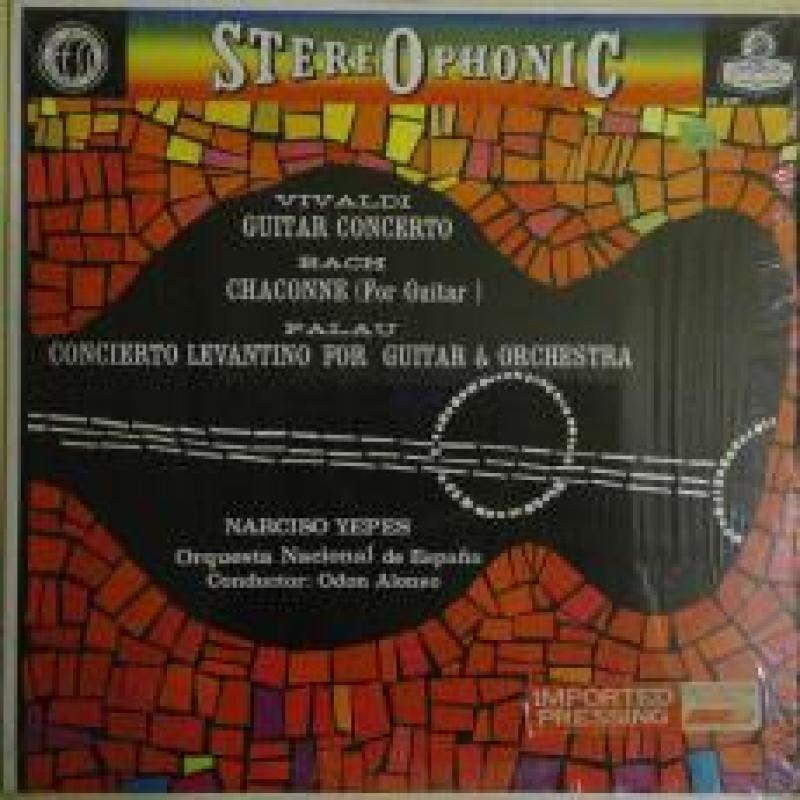 ffss
STEREOPHONIC
VIVALDI
GUITAR CONCERTO
BACH
CHACONNE (For Guitar )
PALAU
CONCIERTO LEVANTINO FOR GUITAR & ORCHESTRA
NARCISO YEPES
Orquesta Nacional de España
Conductor: Odon Alonso
IMPORTED
PRESSING